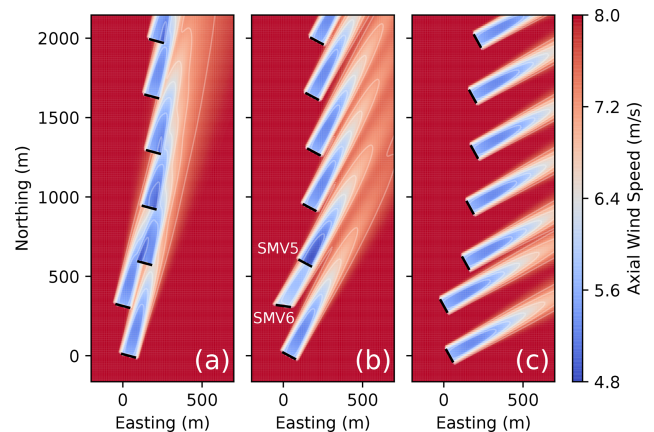 2000
1500
1000
500
0
Northing (m)
SMV5
SMV6
(a)
(b)
(c)
0 500
0 500
0 500
Easting (m)
Easting (m)
Easting (m)
8.0
7.2
6.4
5.6
4.8
Axial Wind Speed (m/s)